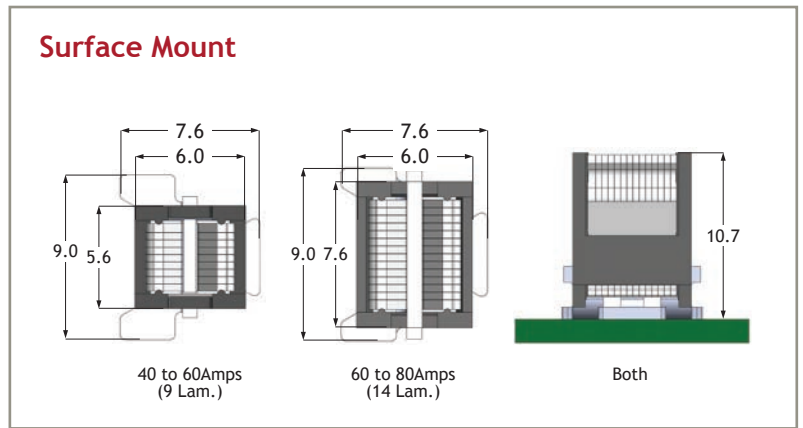 Surface Mount
7.6
6.0
9.0
5.6
40 to 60Amps
(9 Lam.)
7.6
6.0
9.0
7.6
60 to 80Amps
(14 Lam.)
10.7
Both